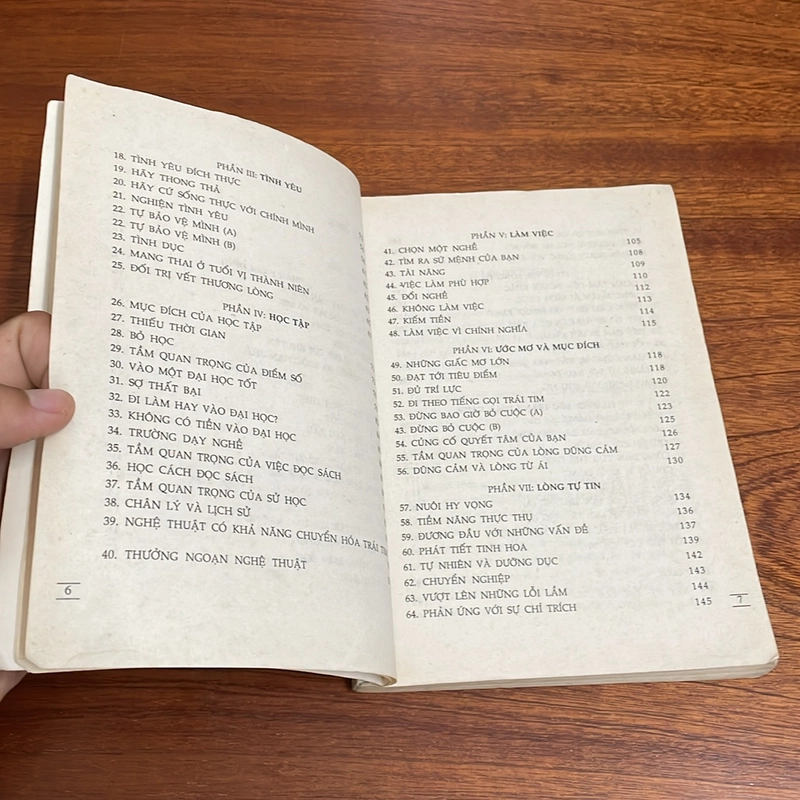 PHẦN III: TÌNH YÊU
18. TÌNH YÊU ĐÍCH THỰC
19. HÃY THONG THẢ
20. HÃY CỨ SỐNG THỰC VỚI CHÍNH MÌNH
21. NGHIỆN TÌNH YÊU
22. TỰ BẢO VỆ MÌNH (A)
22. TỰ BẢO VỆ MÌNH (B)
23. TÌNH DỤC
24. MANG THAI Ở TUỔI VỊ THÀNH NIÊN
25. ĐỐI TRỊ VẾT THƯƠNG LÒNG
PHẦN IV: HỌC TẬP
26. MỤC ĐÍCH CỦA HỌC TẬP
27. THIẾU THỜI GIAN
28. BỎ HỌC
29. TẦM QUAN TRỌNG CỦA ĐIỂM SỐ
30. VÀO MỘT ĐẠI HỌC TỐT
31. SỢ THẤT BẠI
32. ĐI LÀM HAY VÀO ĐẠI HỌC?
33. KHÔNG CÓ TIỀN VÀO ĐẠI HỌC
34. TRƯỜNG DẠY NGHỀ
35. TẦM QUAN TRỌNG CỦA VIỆC ĐỌC SÁCH
36. HỌC CÁCH ĐỌC SÁCH
37. TẦM QUAN TRỌNG CỦA SỬ HỌC
38. CHÂN LÝ VÀ LỊCH SỬ
39. NGHỆ THUẬT CÓ KHẢ NĂNG CHUYỂN HÓA TRÁI
40. THƯỞNG NGOẠN NGHỆ THUẬT
6
PHẦN V: LÀM VIỆC
41. CHỌN MỘT NGHỀ 105
42. TÌM RA SỨ MỆNH CỦA BẠN 108
43. TÀI NĂNG 109
44. VIỆC LÀM PHÙ HỢP 110
45. ĐỔI NGHỀ 112
46. KHÔNG LÀM VIỆC 113
47. KIẾM TIỀN 114
48. LÀM VIỆC VÌ CHÍNH NGHĨA 115
PHẦN VI: ƯỚC MƠ VÀ MỤC ĐÍCH
49. NHỮNG GIẤC MƠ LỚN 118
50. ĐẠT TỚI TIÊU ĐIỂM 118
51. ĐỦ TRÍ LỰC 120
52. ĐI THEO TIẾNG GỌI TRÁI TIM 122
53. ĐỪNG BAO GIỜ BỎ CUỘC (A) 123
43. ĐỪNG BỎ CUỘC (B) 125
54. CỦNG CỐ QUYẾT TÂM CỦA BẠN 126
55. TẦM QUAN TRỌNG CỦA LÒNG DŨNG CẢM 127
56. DŨNG CẢM VÀ LÒNG TỪ ÁI 130
PHẦN VII: LÒNG TỰ TIN
57. NUÔI HY VỌNG 134
58. TIỀM NĂNG THỰC THỤ 136
59. ĐƯƠNG ĐẦU VỚI NHỮNG VẤN ĐỀ 137
60. PHÁT TIẾT TINH HOA 139
61. TỰ NHIÊN VÀ DƯỠNG DỤC 142
62. CHUYÊN NGHIỆP 143
63. VƯỢT LÊN NHỮNG LỖI LẦM 144
64. PHẢN ỨNG VỚI SỰ CHỈ TRÍCH 145
7